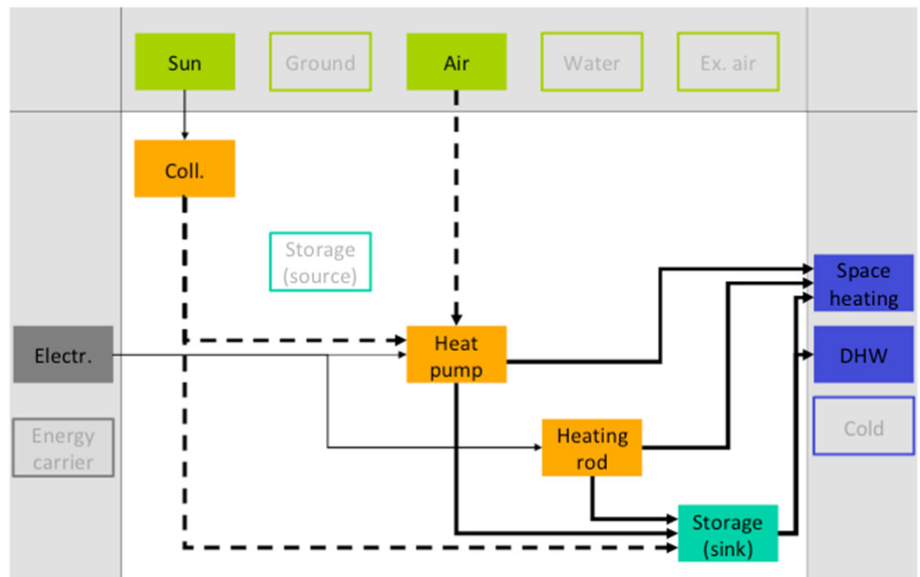 Sun
Ground
Air
Water
Ex. air
Coll.
Storage
(source)
Space
heating
Electr.
Heat
pump
DHW
Energy
carrier
Heating
rod
Cold
Storage
(sink)